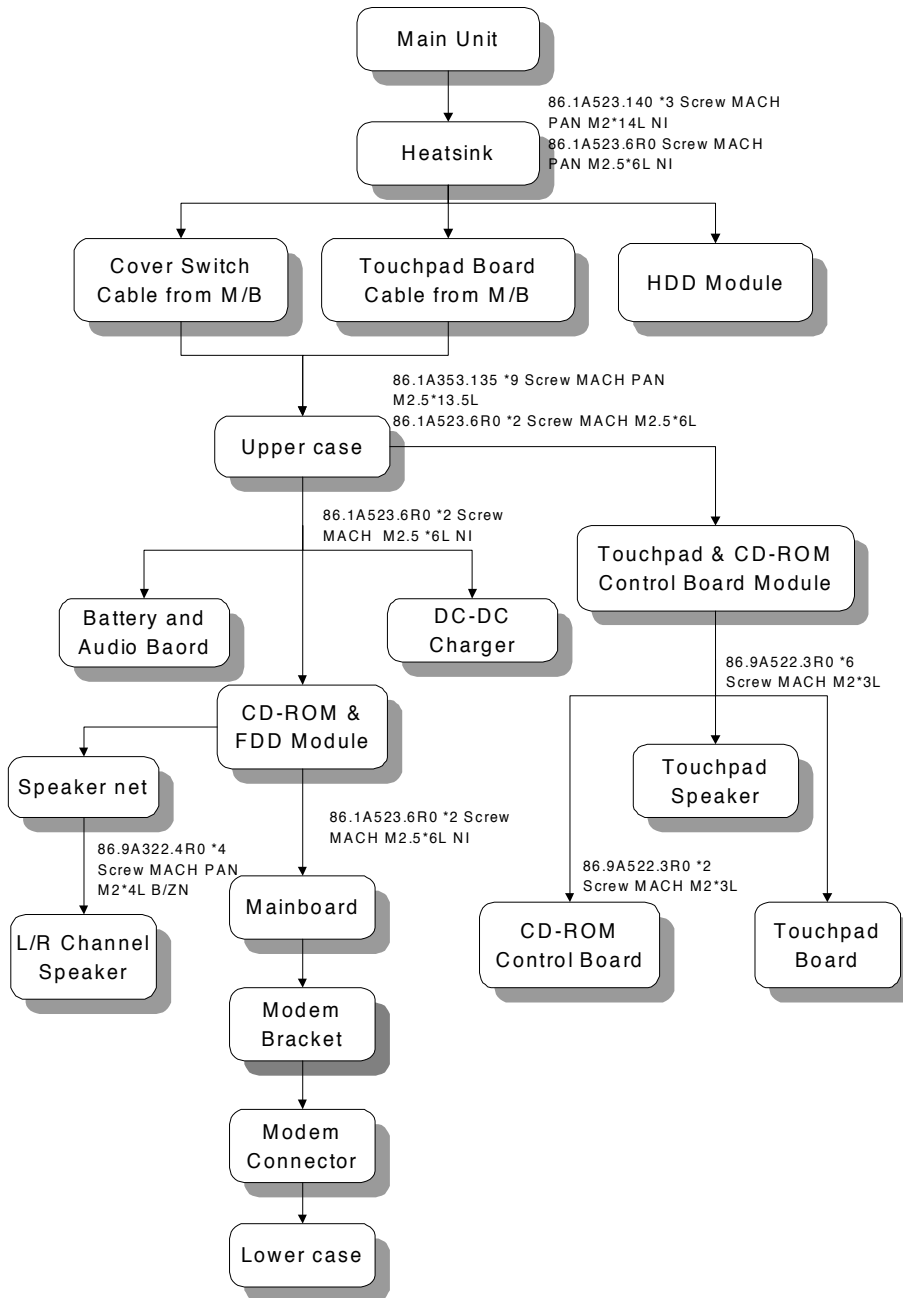 Main Unit
86.1A523.140 *3 Screw MACH
PAN M2*14L NI
86.1A523.6R0 Screw MACH
PAN M2.5*6L NI
Heatsink
Cover Switch
Cable from M/B
Touchpad Board
Cable from M/B
HDD Module
86.1A353.135 *9 Screw MACH PAN
M2.5*13.5L
86.1A523.6R0 *2 Screw MACH M2.5*6L
Upper case
86.1A523.6R0 *2 Screw
MACH M2.5 *6L NI
Touchpad & CD-ROM
Control Board Module
Battery and
Audio Baord
DC-DC
Charger
86.9A522.3R0 *6
Screw MACH M2*3L
CD-ROM &
FDD Module
Speaker net
Touchpad
Speaker
86.1A523.6R0 *2 Screw
MACH M2.5*6L NI
86.9A322.4R0 *4
Screw MACH PAN
M2*4L B/ZN
86.9A522.3R0 *2
Screw MACH M2*3L
Mainboard
L/R Channel
Speaker
CD-ROM
Control Board
Touchpad
Board
Modem
Bracket
Modem
Connector
Lower case